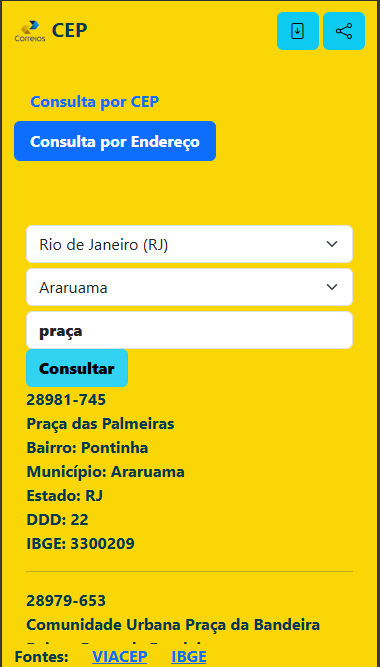 Correios CEP
Consulta por CEP
Consulta por Endereço
Rio de Janeiro (RJ)
Araruama
praça
Consultar
28981-745
Praça das Palmeiras
Bairro: Pontinha
Município: Araruama
Estado: RJ
DDD: 22
IBGE: 3300209
28979-653
Comunidade Urbana Praça da Bandeira
Fontes: VIACEP IBGE